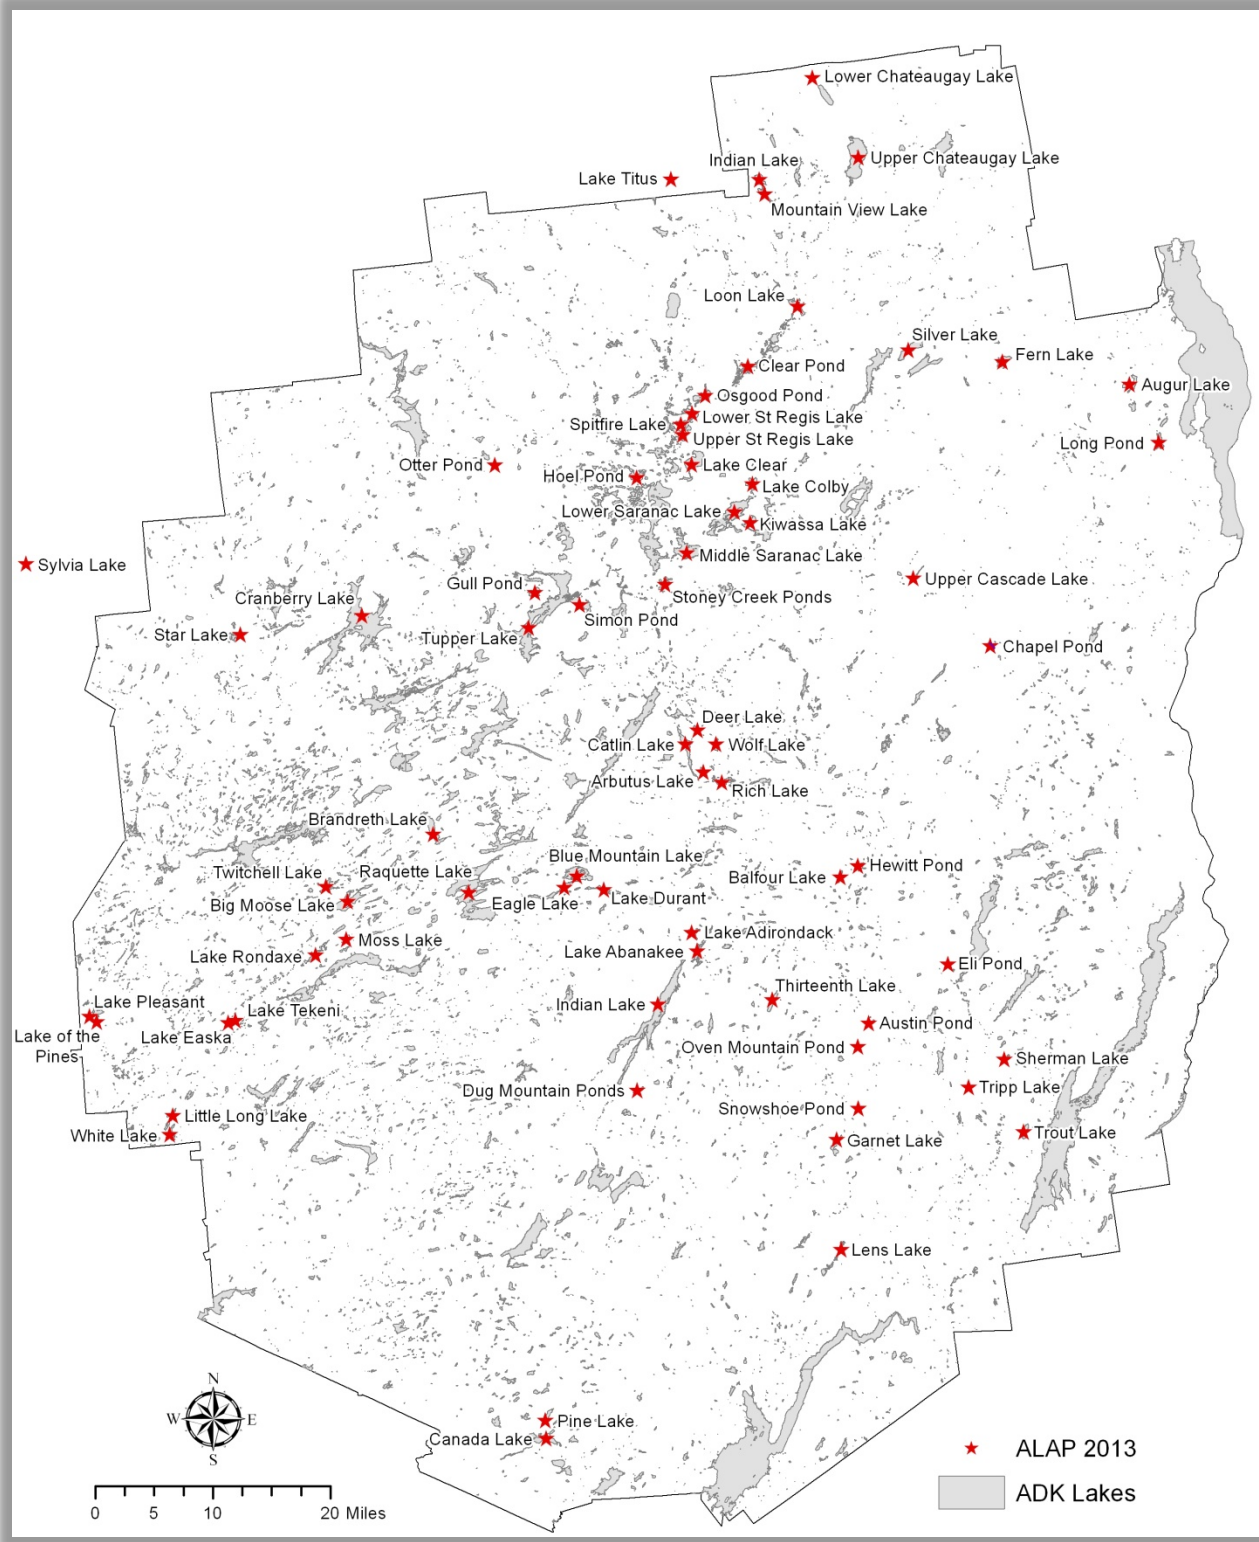 Lower Chateaugay Lake
Upper Chateaugay Lake
Indian Lake
Lake Titus
Mountain View Lake
Loon Lake
Silver Lake
Fern Lake
Clear Pond
Augur Lake
Osgood Pond
Lower St Regis Lake
Spitfire Lake
Upper St Regis Lake
Long Pond
Otter Pond
Lake Clear
Hoel Pond
Lake Colby
Lower Saranac Lake
Kiwassa Lake
Middle Saranac Lake
Sylvia Lake
Upper Cascade Lake
Gull Pond
Stoney Creek Ponds
Cranberry Lake
Simon Pond
Star Lake
Tupper Lake
Chapel Pond
Deer Lake
Catlin Lake
Wolf Lake
Arbutus Lake
Rich Lake
Brandreth Lake
Blue Mountain Lake
Hewitt Pond
Twitchell Lake
Raquette Lake
Balfour Lake
Big Moose Lake
Eagle Lake
Lake Durant
Lake Adirondack
Moss Lake
Lake Abanakee
Lake Rondaxe
Eli Pond
Thirteenth Lake
Lake Pleasant
Indian Lake
Lake Tekeni
Lake of the
Pines
Lake Easka
Austin Pond
Oven Mountain Pond
Sherman Lake
Dug Mountain Ponds
Tripp Lake
Snowshoe Pond
Little Long Lake
White Lake
Garnet Lake
Trout Lake
Lens Lake
Pine Lake
Canada Lake
N
W
E
S
0 5 10 20 Miles
ALAP 2013
ADK Lakes